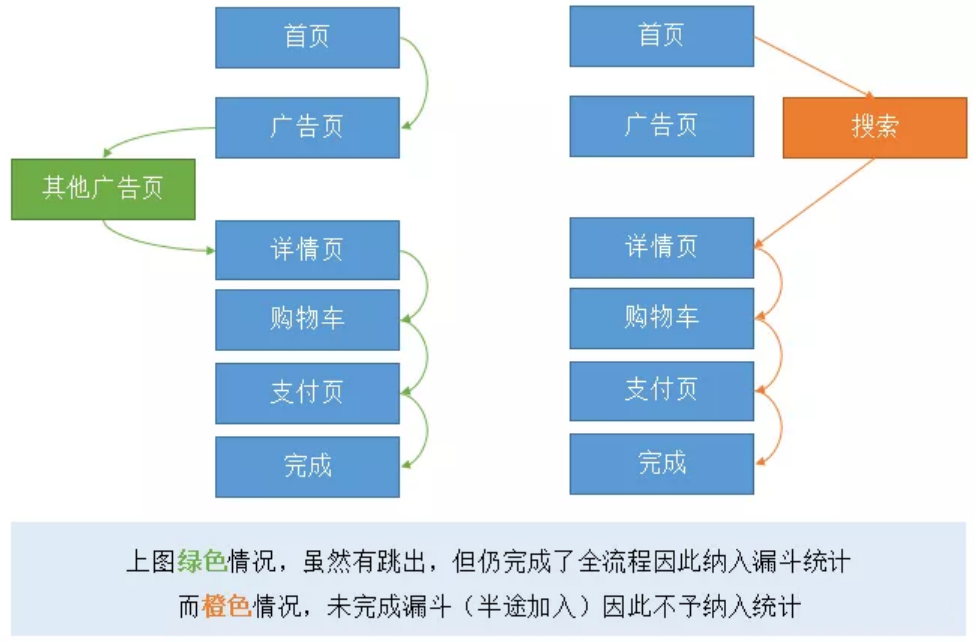 首页
广告页
其他广告页
详情页
购物车
支付页
完成
首页
广告页
搜索
详情页
购物车
支付页
完成
上图绿色情况，虽然有跳出，但仍完成了全流程因此纳入漏斗统计
而橙色情况，未完成漏斗（半途加入）因此不予纳入统计